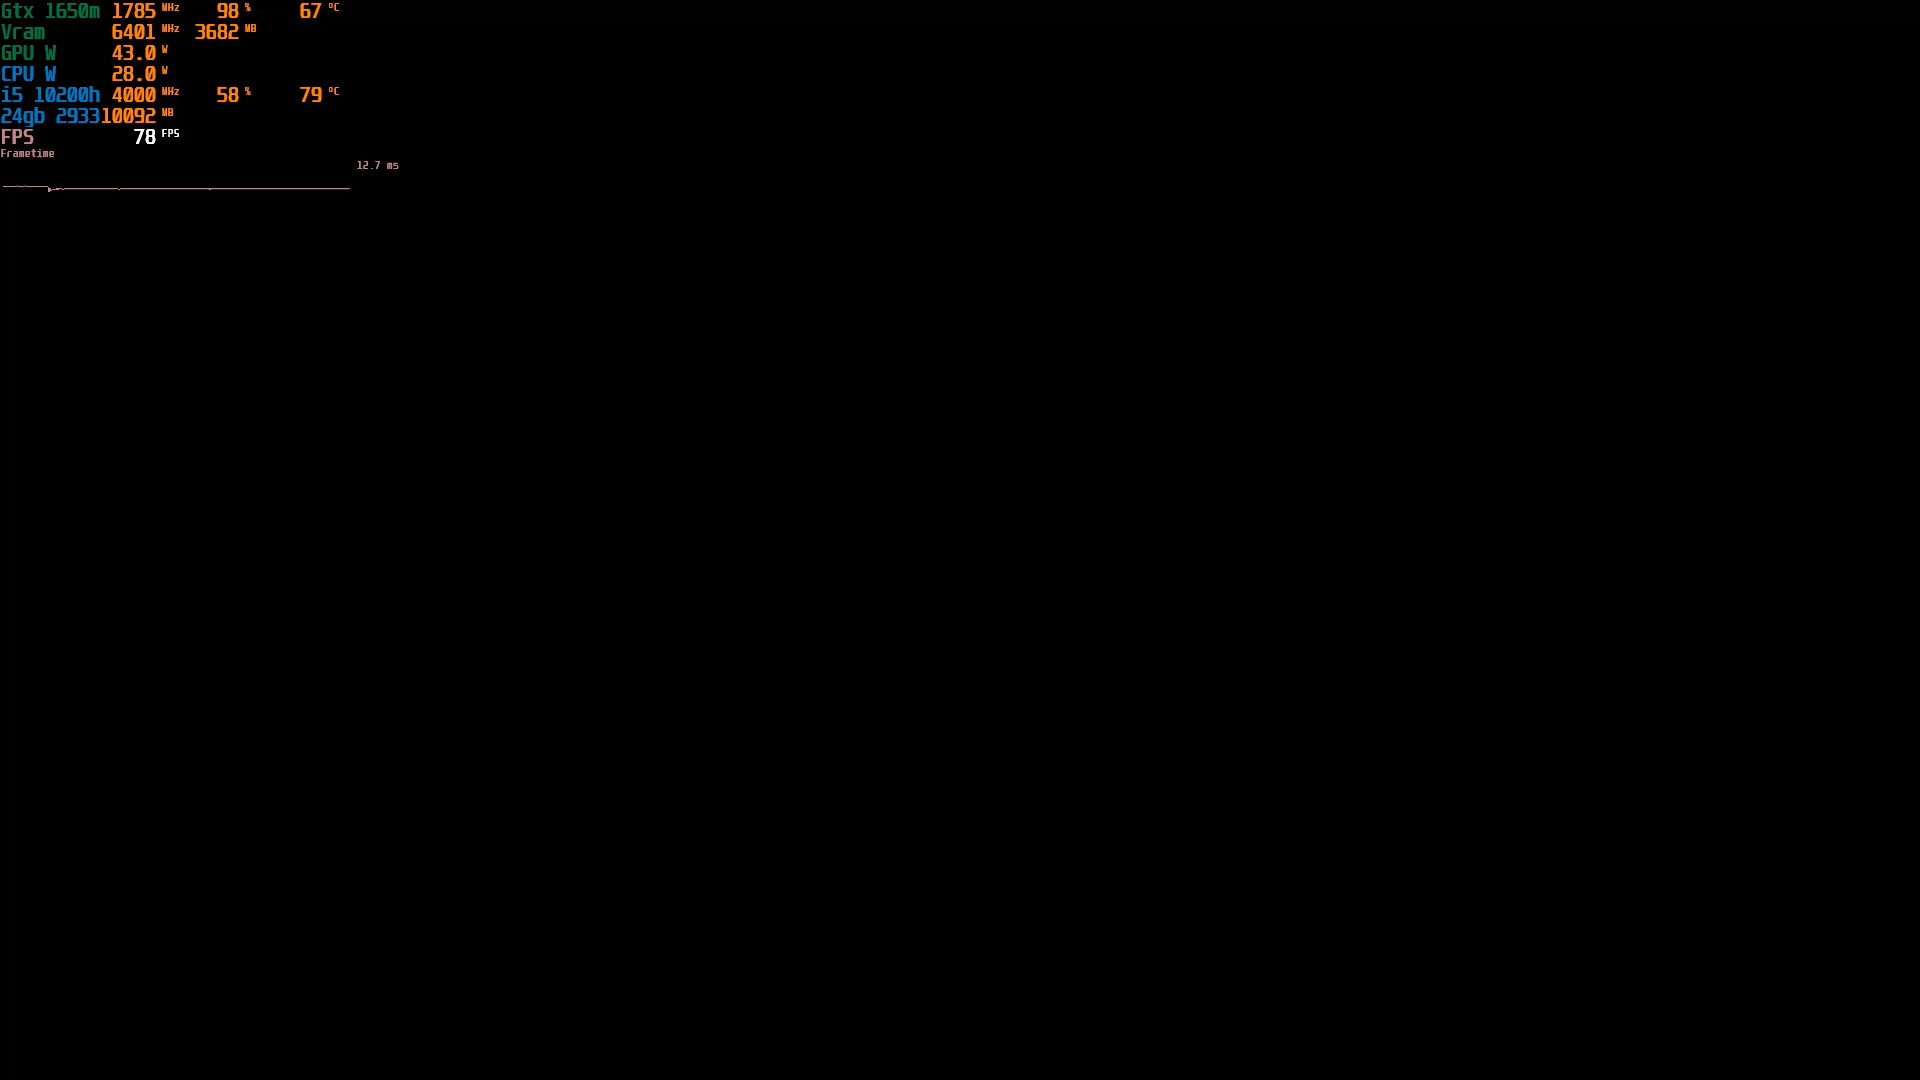 Gtx 1650m 1785 MHz 98 % 67 °C
Vram 6401 MHz 3682 MB
GPU W 43.0 W
CPU W 28.0 W
i5 10200h 4000 MHz 58 % 79 °C
24gb 2933 10092 MB
FPS 78 FPS
Frametime
12.7 ms